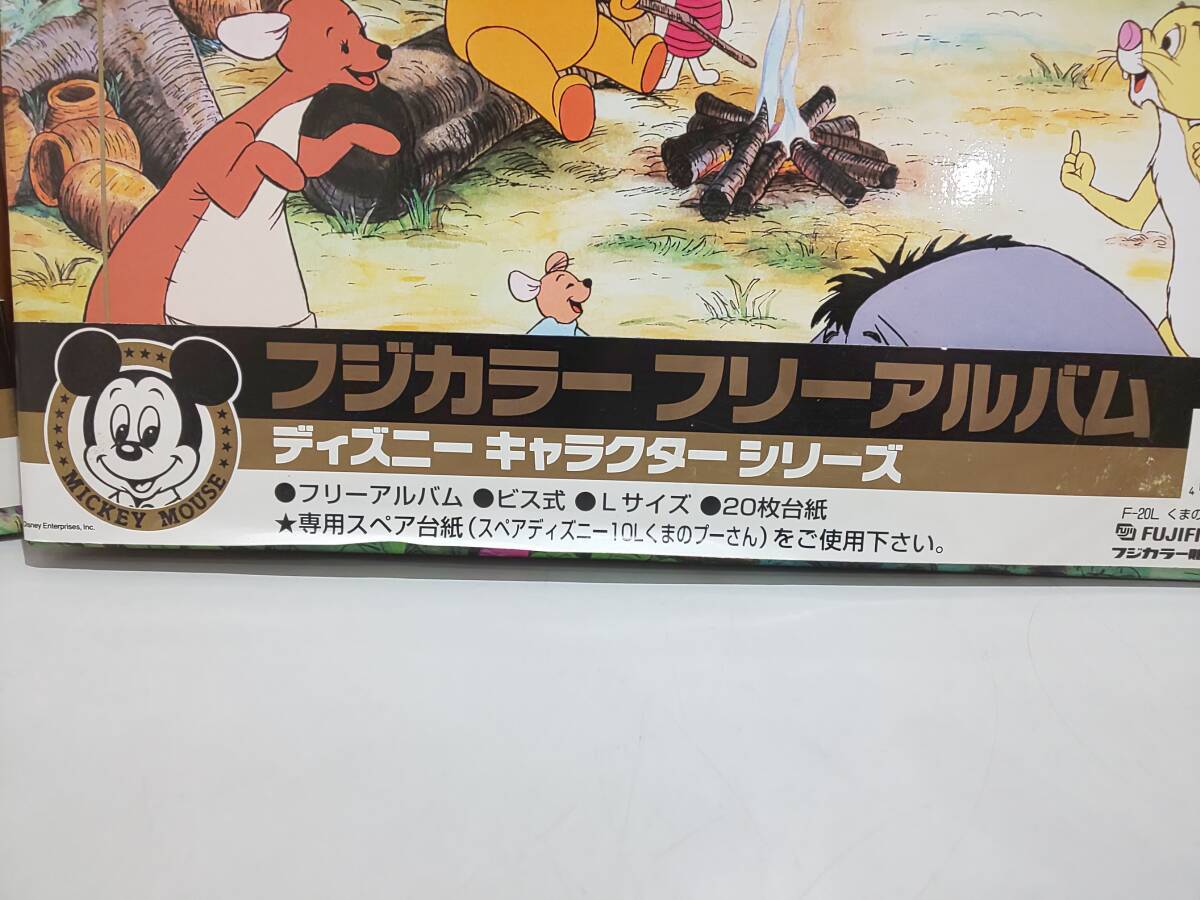 フジカラー フリーアルバム
ディズニー キャラクター シリーズ
●フリーアルバム ●ビス式 ●Lサイズ ●20枚台紙
★専用スペア台紙(スペアディズニー10Lくまのプーさん)をご使用下さい。
MICKEY MOUSE
Disney Enterprises, Inc.
4
F-20L くまの
FUJIFI
フジカラー